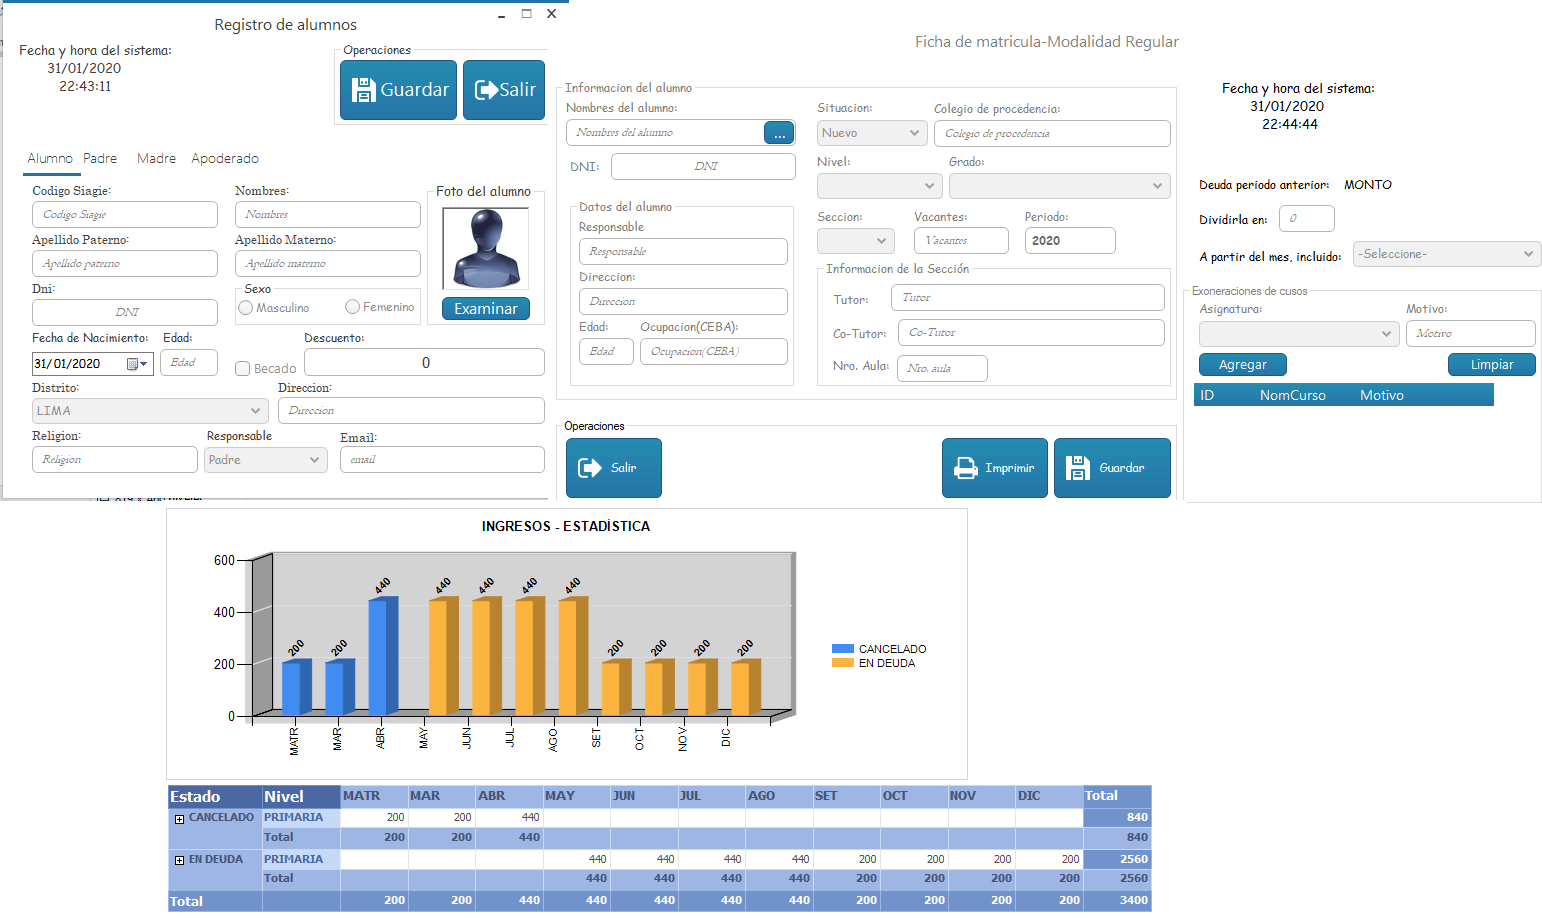 Registro de alumnos
Fecha y hora del sistema:
31/01/2020
22:43:11
Operaciones
Guardar
Salir
Alumno Padre Madre Apoderado
Codigo Siagie:
Codigo Siagie
Nombres:
Nombres
Foto del alumno
Apellido Paterno:
Apellido paterno
Apellido Materno:
Apellido materno
Dni:
DNI
Sexo
Masculino
Femenino
Examinar
Fecha de Nacimiento:
31/01/2020
Edad:
Edad
Becado
Descuento:
0
Distrito:
LIMA
Direccion:
Direccion
Religion:
Religion
Responsable
Padre
Email:
email
Ficha de matricula-Modalidad Regular
Informacion del alumno
Nombres del alumno:
Nombres del alumno
...
DNI:
DNI
Situacion:
Nuevo
Colegio de procedencia:
Colegio de procedencia
Nivel:
Grado:
Datos del alumno
Responsable
Responsable
Direccion:
Direccion
Edad:
Edad
Ocupacion(CEBA):
Ocupacion(CEBA)
Seccion:
Vacantes:
Vacantes
Periodo:
2020
Informacion de la Sección
Tutor:
Tutor
Co-Tutor:
Co-Tutor
Nro. Aula:
Nro. aula
Operaciones
Salir
Imprimir
Guardar
Fecha y hora del sistema:
31/01/2020
22:44:44
Deuda periodo anterior: MONTO
Dividirla en:
0
A partir del mes, incluido:
-Seleccione-
Exoneraciones de cusos
Asignatura:
Motivo:
Motivo
Agregar
Limpiar
ID NomCurso Motivo
INGRESOS - ESTADÍSTICA
600
400
200
0
200 200 440 440 440 440 440 200 200 200 200
MATR MAR ABR MAY JUN JUL AGO SET OCT NOV DIC
CANCELADO
EN DEUDA
Estado Nivel MATR MAR ABR MAY JUN JUL AGO SET OCT NOV DIC Total
CANCELADO PRIMARIA 200 200 440 840
Total 200 200 440 840
EN DEUDA PRIMARIA 440 440 440 440 200 200 200 200 2560
Total 440 440 440 440 200 200 200 200 2560
Total 200 200 440 440 440 440 440 200 200 200 200 3400